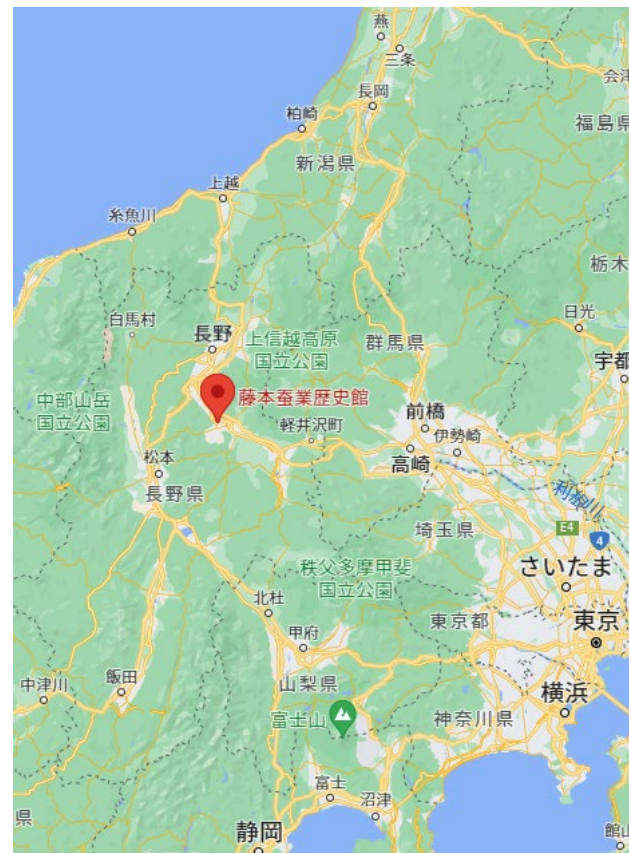 燕
三条
会津
長岡
柏崎
福島県
新潟県
上越
糸魚川
栃木
日光
白馬村
長野
上信越高原
国立公園
群馬県
宇都
中部山岳
国立公園
藤本蚕業歴史館
前橋
軽井沢町
伊勢崎
高崎
松本
長野県
利根川
埼玉県
E4
4
秩父多摩甲斐
国立公園
さいたま
北杜
東京都
東京
甲府
飯田
中津川
山梨県
横浜
富士山
神奈川県
富士
沼津
県
静岡
館山